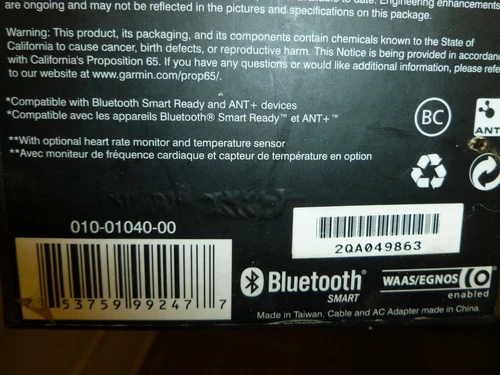 to date. Engineering enhancements
are ongoing and may not be reflected in the pictures and specifications on this package.
Warning: This product, its packaging, and its components contain chemicals known to the State of
California to cause cancer, birth defects, or reproductive harm. This Notice is being provided in accordance
with California's Proposition 65. If you have any questions or would like additional information, please refe
to our website at www.garmin.com/prop65/.
*Compatible with Bluetooth Smart Ready and ANT+ devices
*Compatible avec les appareils Bluetooth® Smart Ready™ et ANT+™
BC
ANT
**With optional heart rate monitor and temperature sensor
**Avec moniteur de fréquence cardiaque et capteur de température en option
010-01040-00
2QA049863
7 53759 99247 7
Bluetooth®
SMART
WAAS/EGNOS
enabled
Made in Taiwan. Cable and AC Adapter made in China.